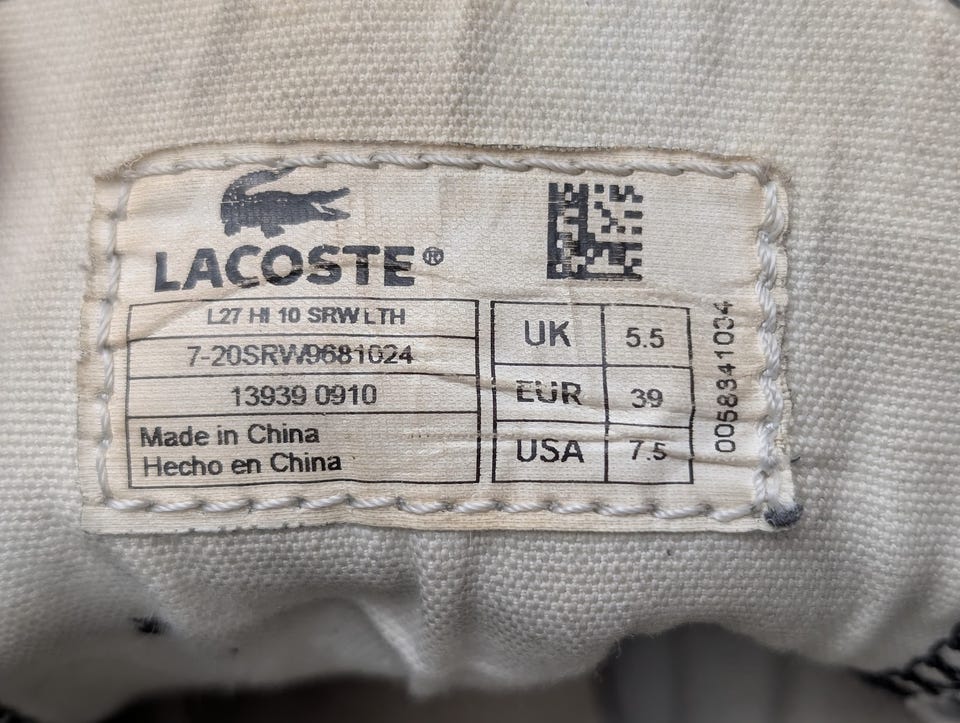 LACOSTE®
L27 HI 10 SRW LTH
7-20SRW9681024
13939 0910
Made in China
Hecho en China
UK 5.5
EUR 39
USA 7.5
0058841034